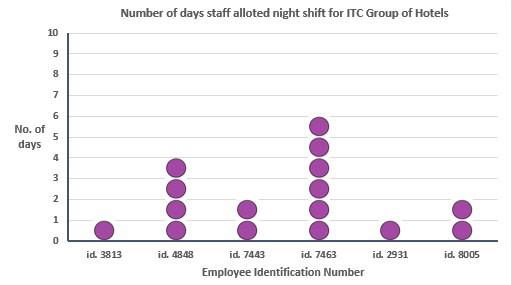 Number of days staff alloted night shift for ITC Group of Hotels
10
9
8
7
6
5
4
3
2
1
0
No. of
days
id. 3813 id. 4848 id. 7443 id. 7463 id. 2931 id. 8005
Employee Identification Number